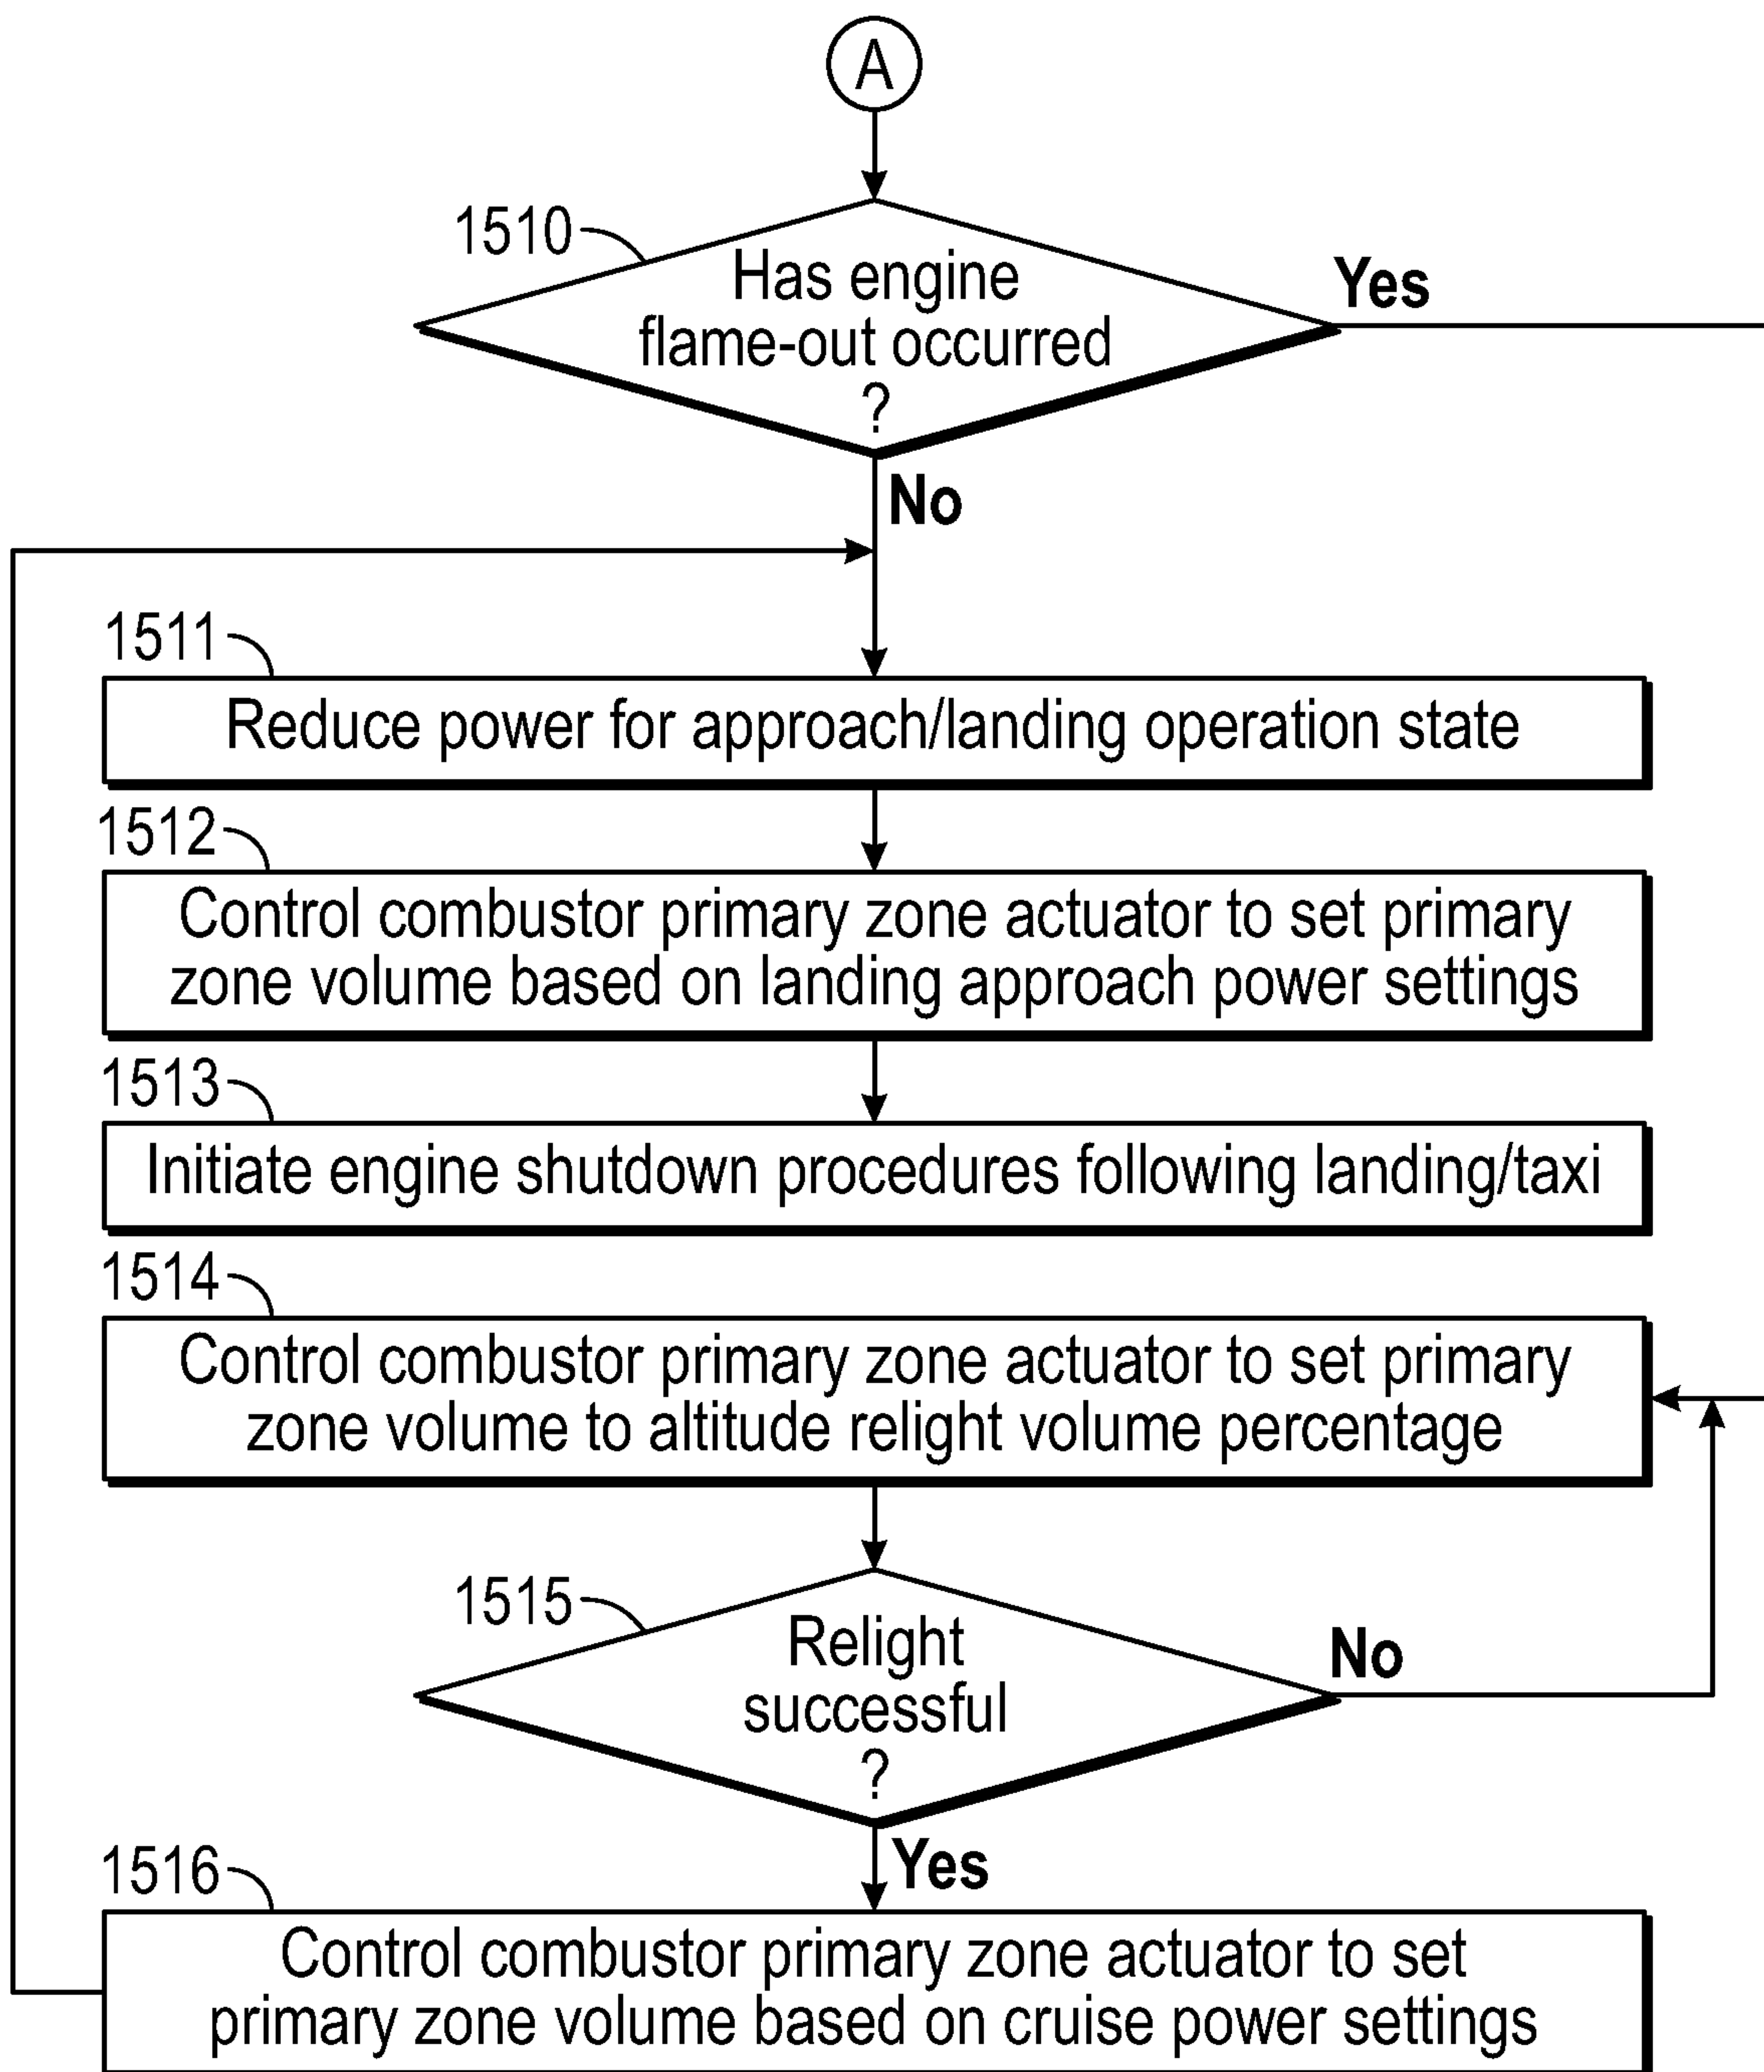 A
1510
Has engine
flame-out occurred
?
Yes
No
1511
Reduce power for approach/landing operation state
1512
Control combustor primary zone actuator to set primary
zone volume based on landing approach power settings
1513
Initiate engine shutdown procedures following landing/taxi
1514
Control combustor primary zone actuator to set primary
zone volume to altitude relight volume percentage
1515
Relight
successful
?
No
Yes
1516
Control combustor primary zone actuator to set
primary zone volume based on cruise power settings